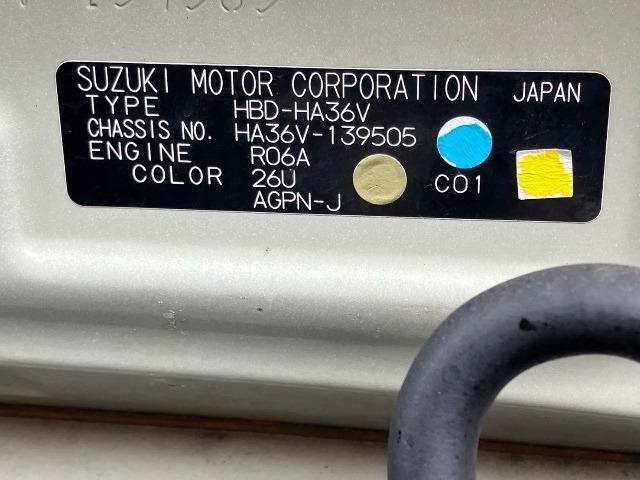 SUZUKI MOTOR CORPORATION JAPAN
TYPE HBD-HA36V
CHASSIS NO. HA36V-139505
ENGINE R06A
COLOR 26U C01
AGPN-J